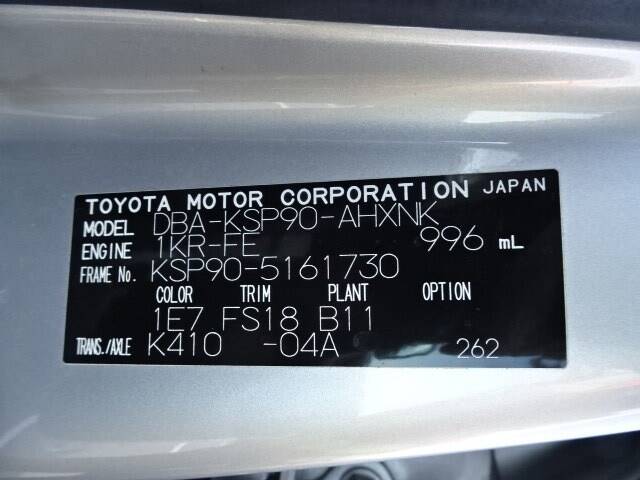 TOYOTA MOTOR CORPORATION JAPAN
MODEL DBA-KSP90-AHXNK
ENGINE 1KR-FE 996 mL
FRAME No. KSP90-5161730
COLOR TRIM PLANT OPTION
1E7 FS18 B11
TRANS./AXLE K410 -04A 262